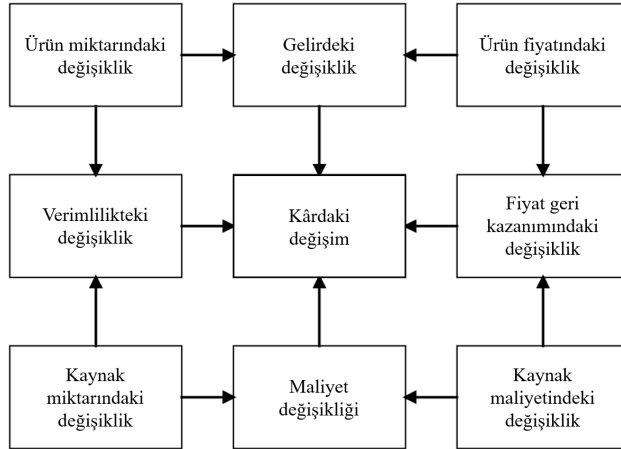 Ürün miktarındaki
değişiklik
Gelirdeki
değişiklik
Ürün fiyatındaki
değişiklik
Verimlilikteki
değişiklik
Kârdaki
değişim
Fiyat geri
kazanımındaki
değişiklik
Kaynak
miktarındaki
değişiklik
Maliyet
değişikliği
Kaynak
maliyetindeki
değişiklik